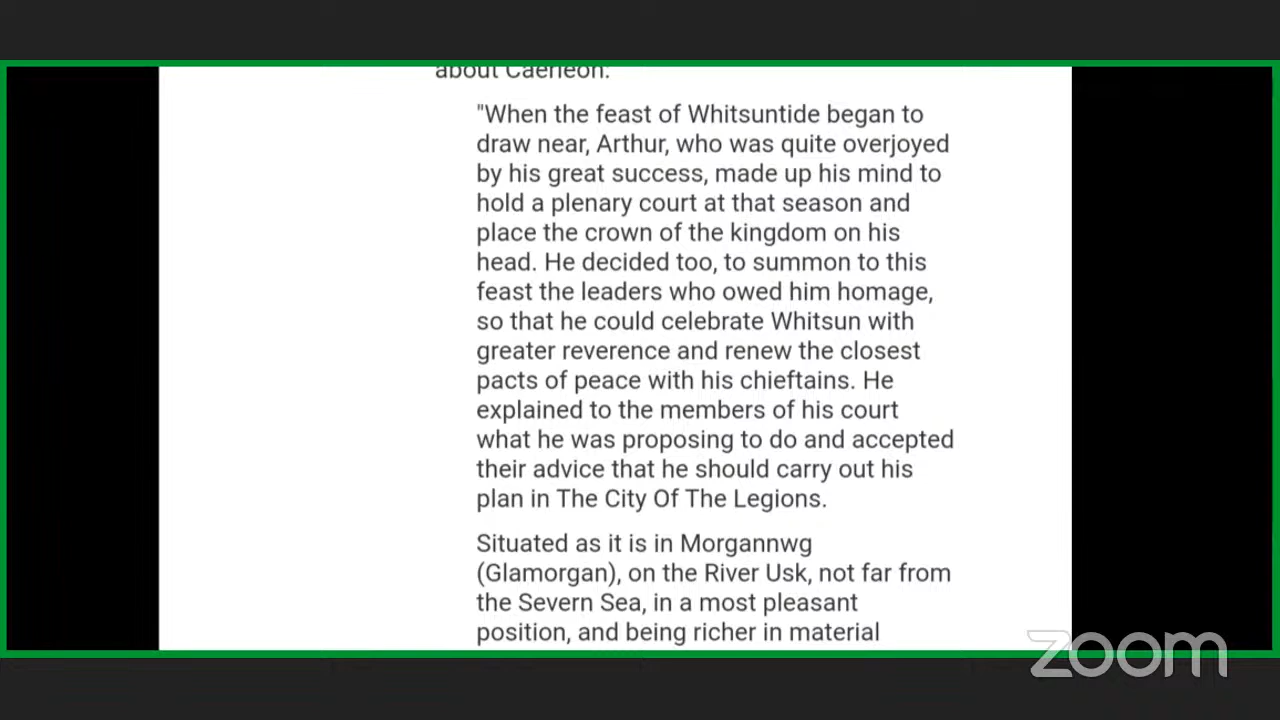 about Caerleon:
"When the feast of Whitsuntide began to
draw near, Arthur, who was quite overjoyed
by his great success, made up his mind to
hold a plenary court at that season and
place the crown of the kingdom on his
head. He decided too, to summon to this
feast the leaders who owed him homage,
so that he could celebrate Whitsun with
greater reverence and renew the closest
pacts of peace with his chieftains. He
explained to the members of his court
what he was proposing to do and accepted
their advice that he should carry out his
plan in The City Of The Legions.
Situated as it is in Morgannwg
(Glamorgan), on the River Usk, not far from
the Severn Sea, in a most pleasant
position, and being richer in material
zoom